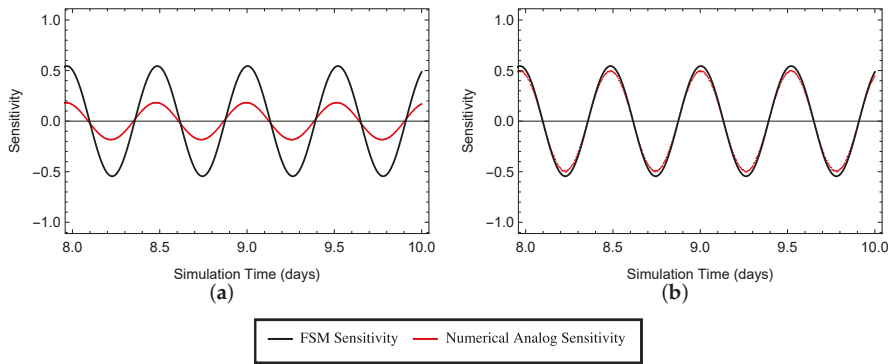 1.0
0.5
0.0
−0.5
−1.0
Sensitivity
8.0 8.5 9.0 9.5 10.0
Simulation Time (days)
(a)
1.0
0.5
0.0
−0.5
−1.0
Sensitivity
8.0 8.5 9.0 9.5 10.0
Simulation Time (days)
(b)
FSM Sensitivity Numerical Analog Sensitivity